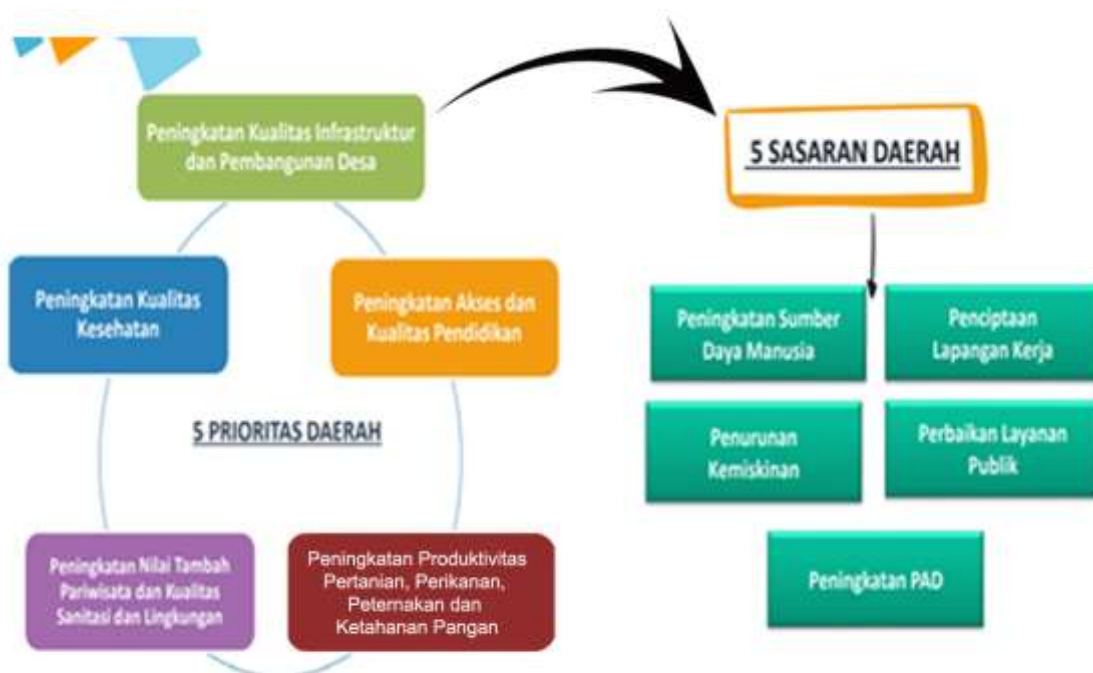 Peningkatan Kualitas Infrastruktur
dan Pembangunan Desa
Peningkatan Kualitas
Kesehatan
Peningkatan Akses dan
Kualitas Pendidikan
5 PRIORITAS DAERAH
Peningkatan Nilai Tambah
Pariwisata dan Kualitas
Sanitasi dan Lingkungan
Peningkatan Produktivitas
Pertanian, Perikanan,
Peternakan dan
Ketahanan Pangan
5 SASARAN DAERAH
Peningkatan Sumber
Daya Manusia
Penciptaan
Lapangan Kerja
Penurunan
Kemiskinan
Perbaikan Layanan
Publik
Peningkatan PAD